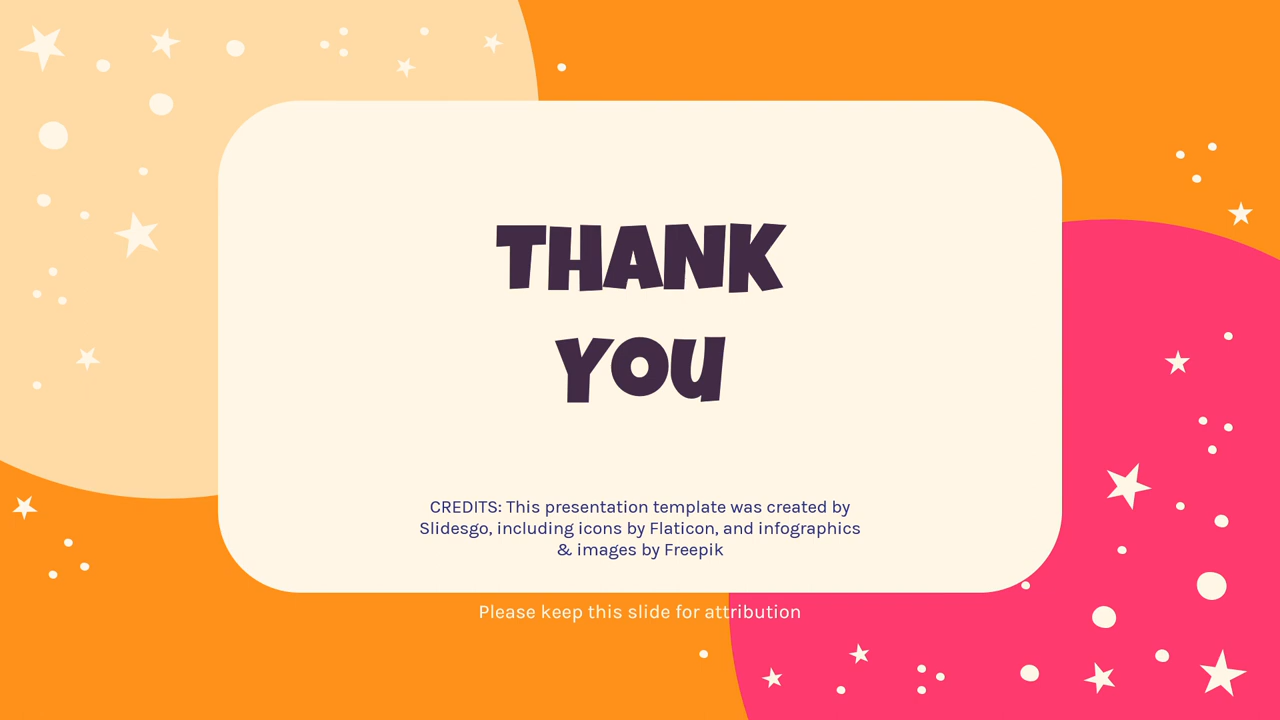 THANK
YOU
CREDITS: This presentation template was created by
Slidesgo, including icons by Flaticon, and infographics
& images by Freepik
Please keep this slide for attribution